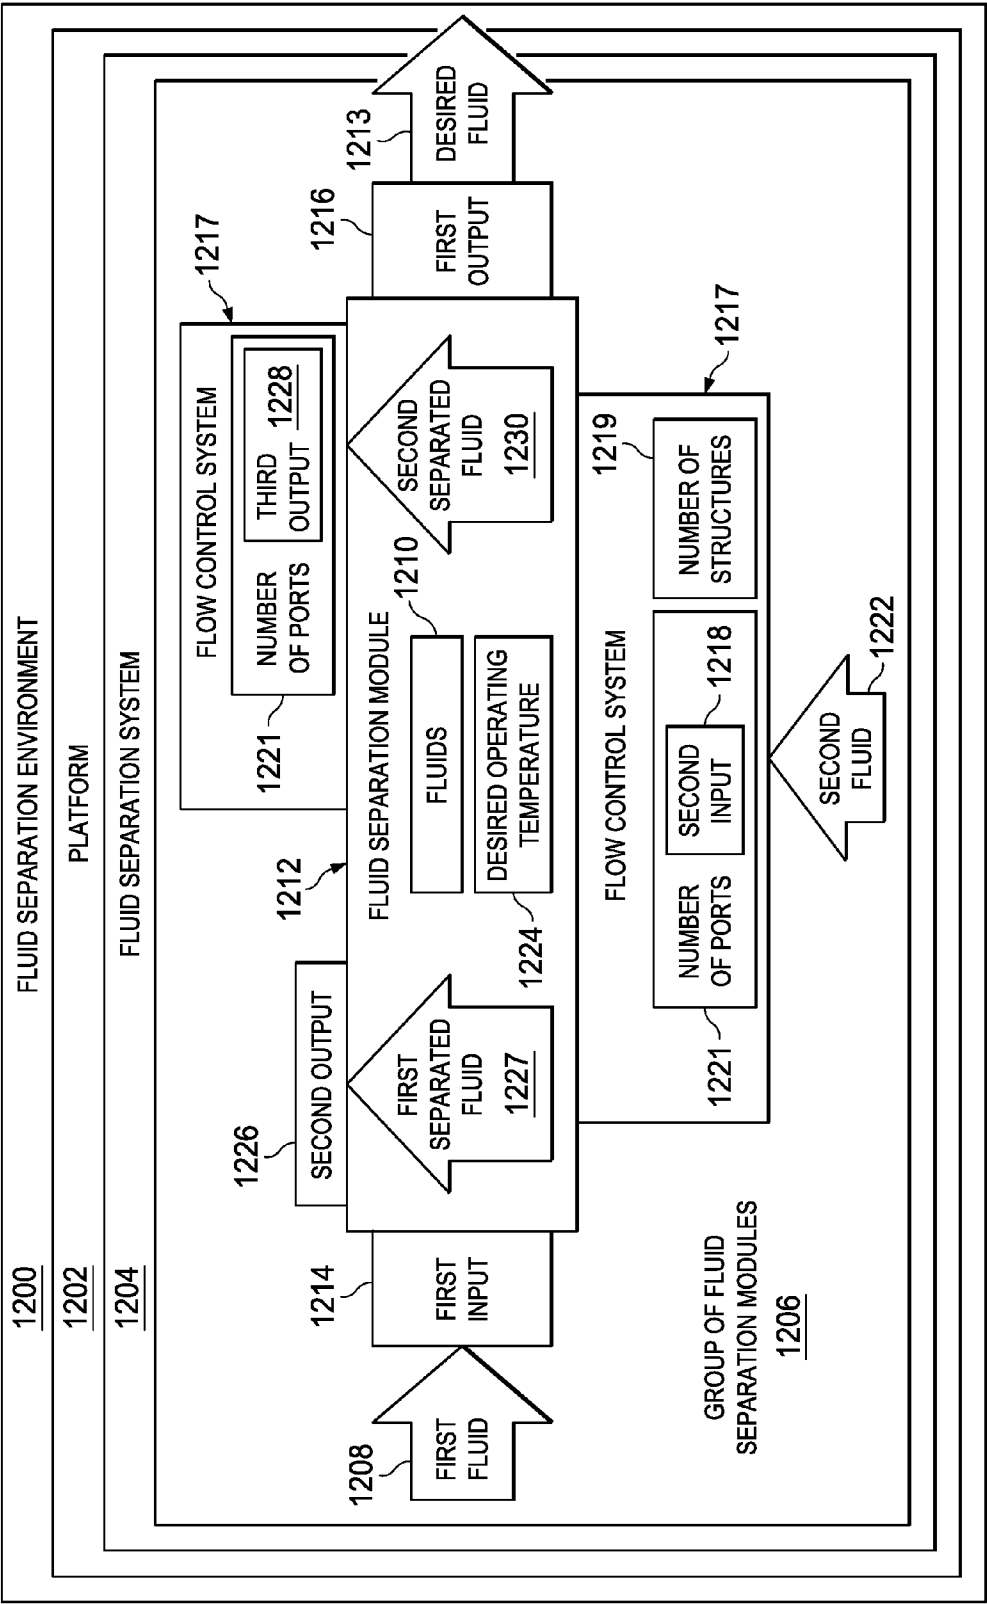 FLUID SEPARATION ENVIRONMENT
1200
PLATFORM
1202
FLUID SEPARATION SYSTEM
1204
1217
FLOW CONTROL SYSTEM
NUMBER
OF PORTS
1221
THIRD
OUTPUT
1228
1226
SECOND OUTPUT
1212
FLUID SEPARATION MODULE
1208
FIRST
FLUID
1214
FIRST
INPUT
FIRST
SEPARATED
FLUID
1227
FLUIDS
1210
DESIRED OPERATING
TEMPERATURE
1224
SECOND
SEPARATED
FLUID
1230
1216
FIRST
OUTPUT
1213
DESIRED
FLUID
FLOW CONTROL SYSTEM
1217
1221
NUMBER
OF PORTS
SECOND
INPUT
1218
1219
NUMBER OF
STRUCTURES
SECOND
FLUID
1222
GROUP OF FLUID
SEPARATION MODULES
1206